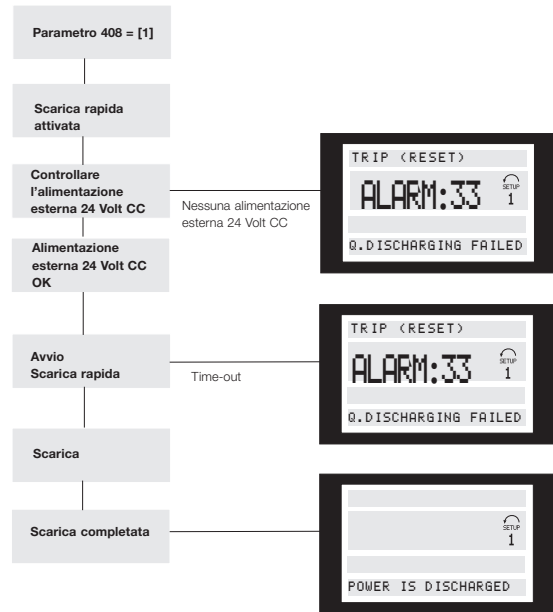 Parametro 408 = [1]
Scarica rapida
attivata
Controllare
l'alimentazione
esterna 24 Volt CC
Nessuna alimentazione
esterna 24 Volt CC
TRIP (RESET)
ALARM:33
SETUP
1
Q.DISCHARGING FAILED
Alimentazione
esterna 24 Volt CC
OK
Avvio
Scarica rapida
Time-out
TRIP (RESET)
ALARM:33
SETUP
1
Q.DISCHARGING FAILED
Scarica
Scarica completata
SETUP
1
POWER IS DISCHARGED